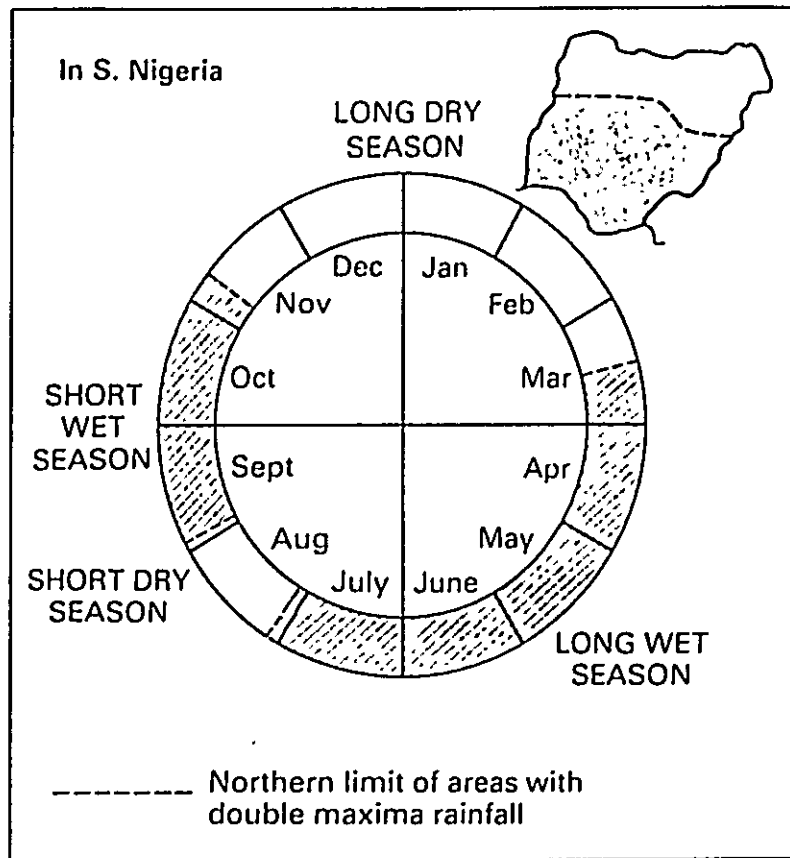 In S. Nigeria
LONG DRY
SEASON
Dec
Jan
Nov
Feb
Oct
Mar
SHORT
WET
SEASON
Sept
Apr
Aug
May
SHORT DRY
SEASON
July
June
LONG WET
SEASON
Northern limit of areas with
double maxima rainfall